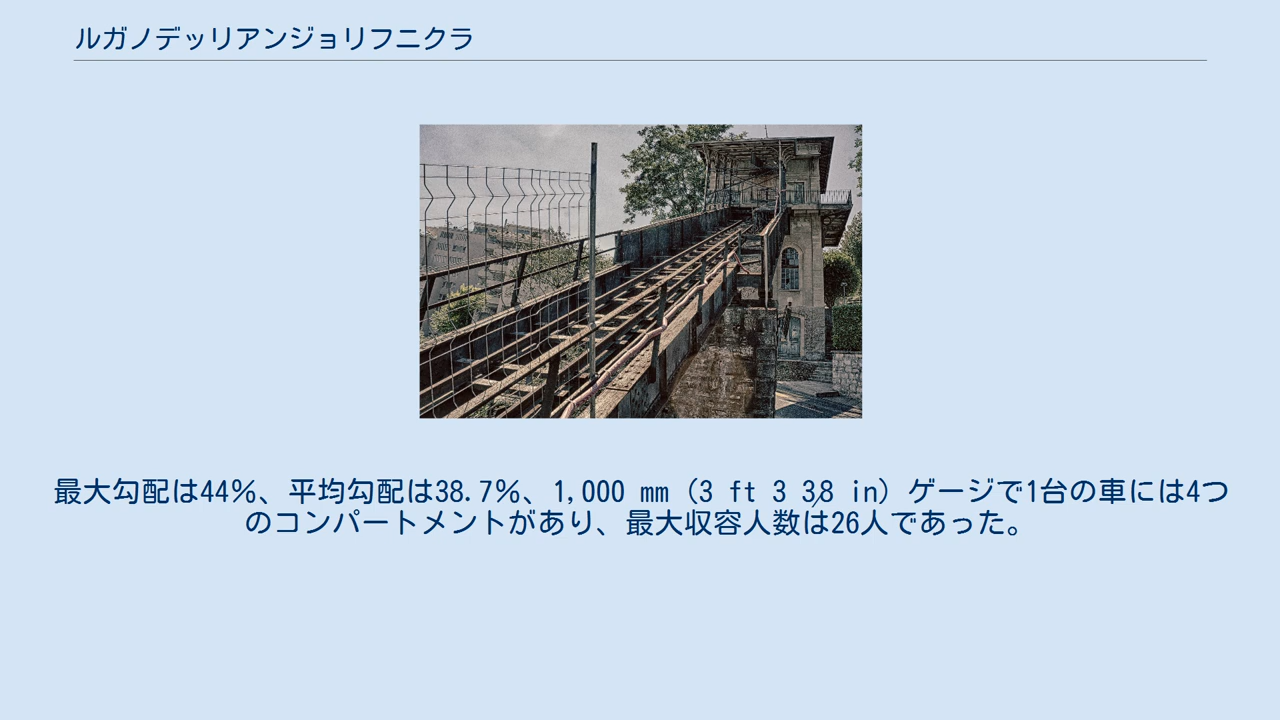 ルガノデッリアンジョリフニクラ
最大勾配は44％、平均勾配は38.7％、1,000 mm (3 ft 3 3⁄8 in) ゲージで1台の車には4つ
のコンパートメントがあり、最大収容人数は26人であった。